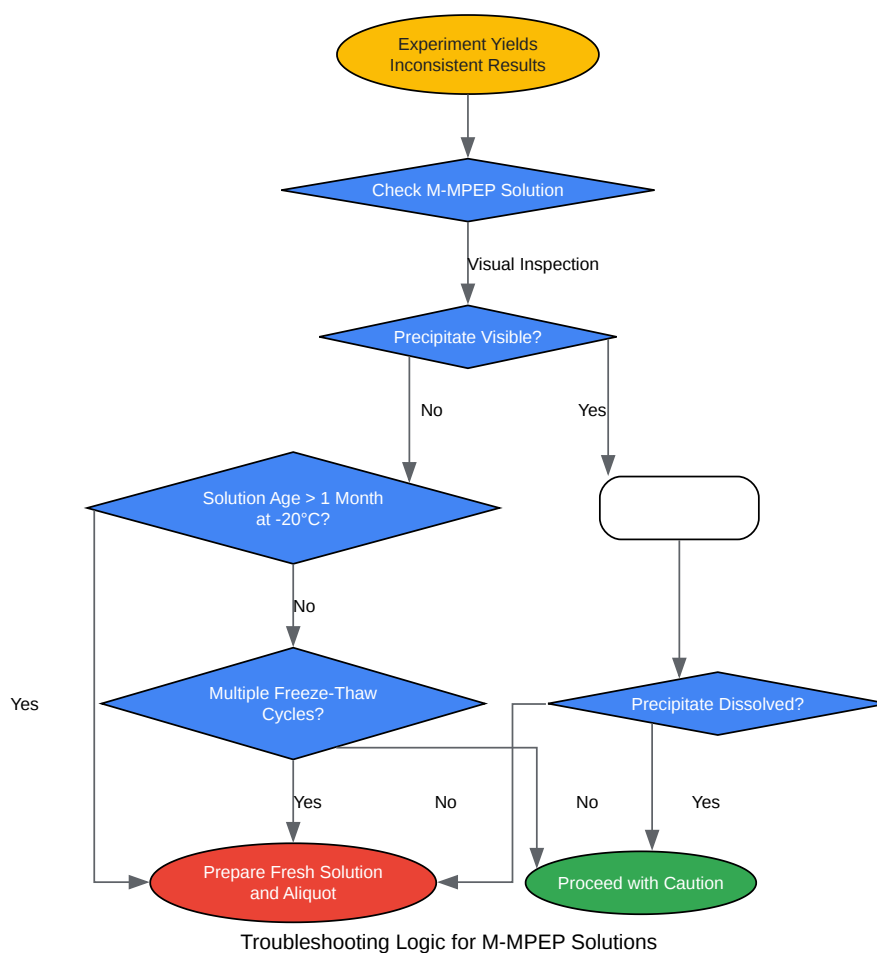 Experiment Yields
Inconsistent Results
Check M-MPEP Solution
Visual Inspection
Precipitate Visible?
No
Yes
Solution Age > 1 Month
at -20°C?
No
Multiple Freeze-Thaw
Cycles?
Precipitate Dissolved?
Yes
Yes
No
No
Yes
Prepare Fresh Solution
and Aliquot
Proceed with Caution
Troubleshooting Logic for M-MPEP Solutions